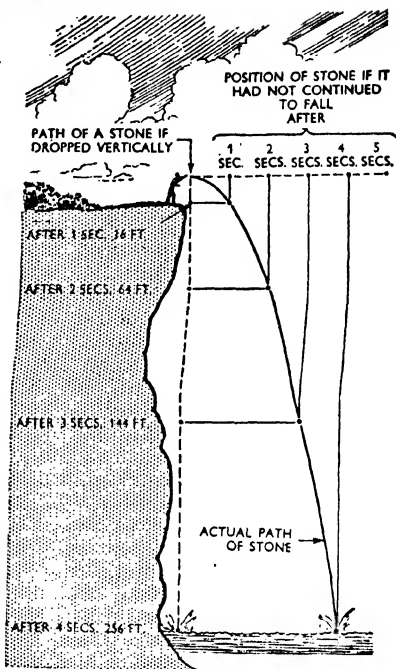 POSITION OF STONE IF IT
HAD NOT CONTINUED
TO FALL
AFTER
PATH OF A STONE IF
DROPPED VERTICALLY
1 2 3 4 5
SEC. SECS. SECS. SECS. SECS.
AFTER 1 SEC, 16 FT.
AFTER 2 SECS, 64 FT.
AFTER 3 SECS, 144 FT.
ACTUAL PATH
OF STONE
AFTER 4 SECS, 256 FT.